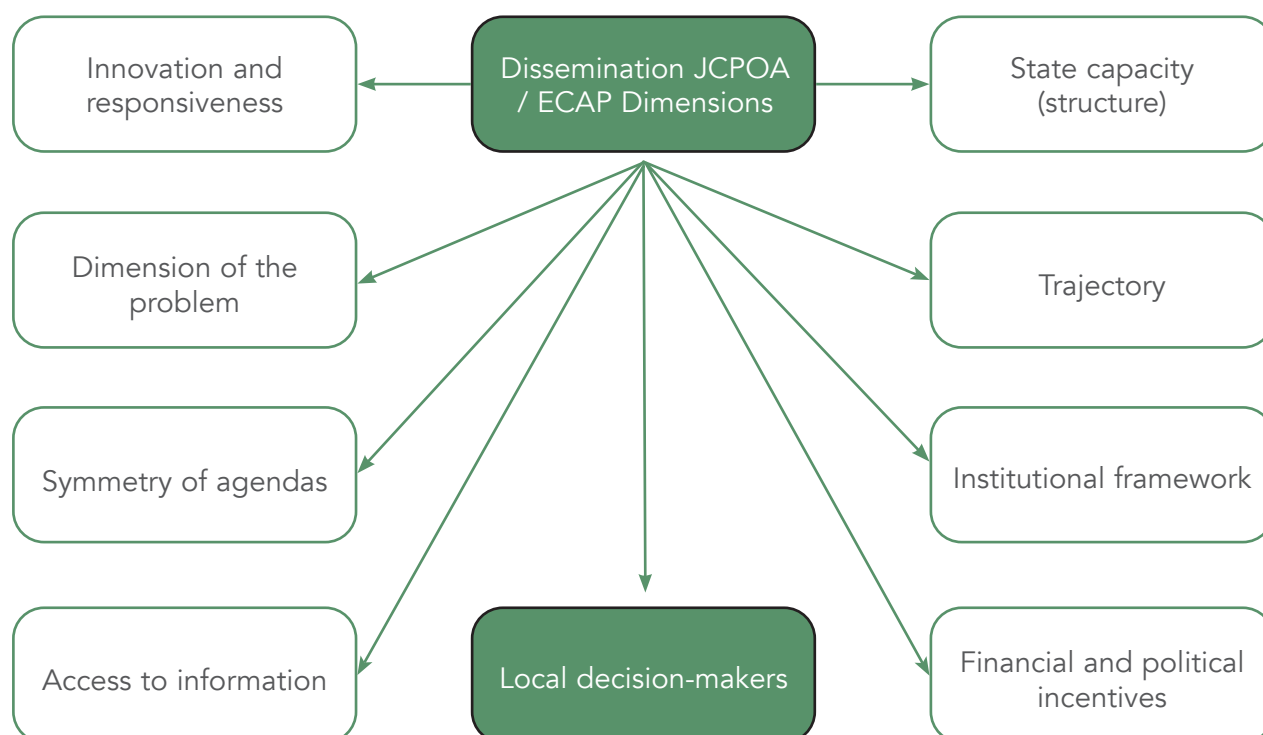 Innovation and
responsiveness
Dissemination JCPOA
/ ECAP Dimensions
State capacity
(structure)
Dimension of the
problem
Trajectory
Symmetry of agendas
Institutional framework
Access to information
Local decision-makers
Financial and political
incentives